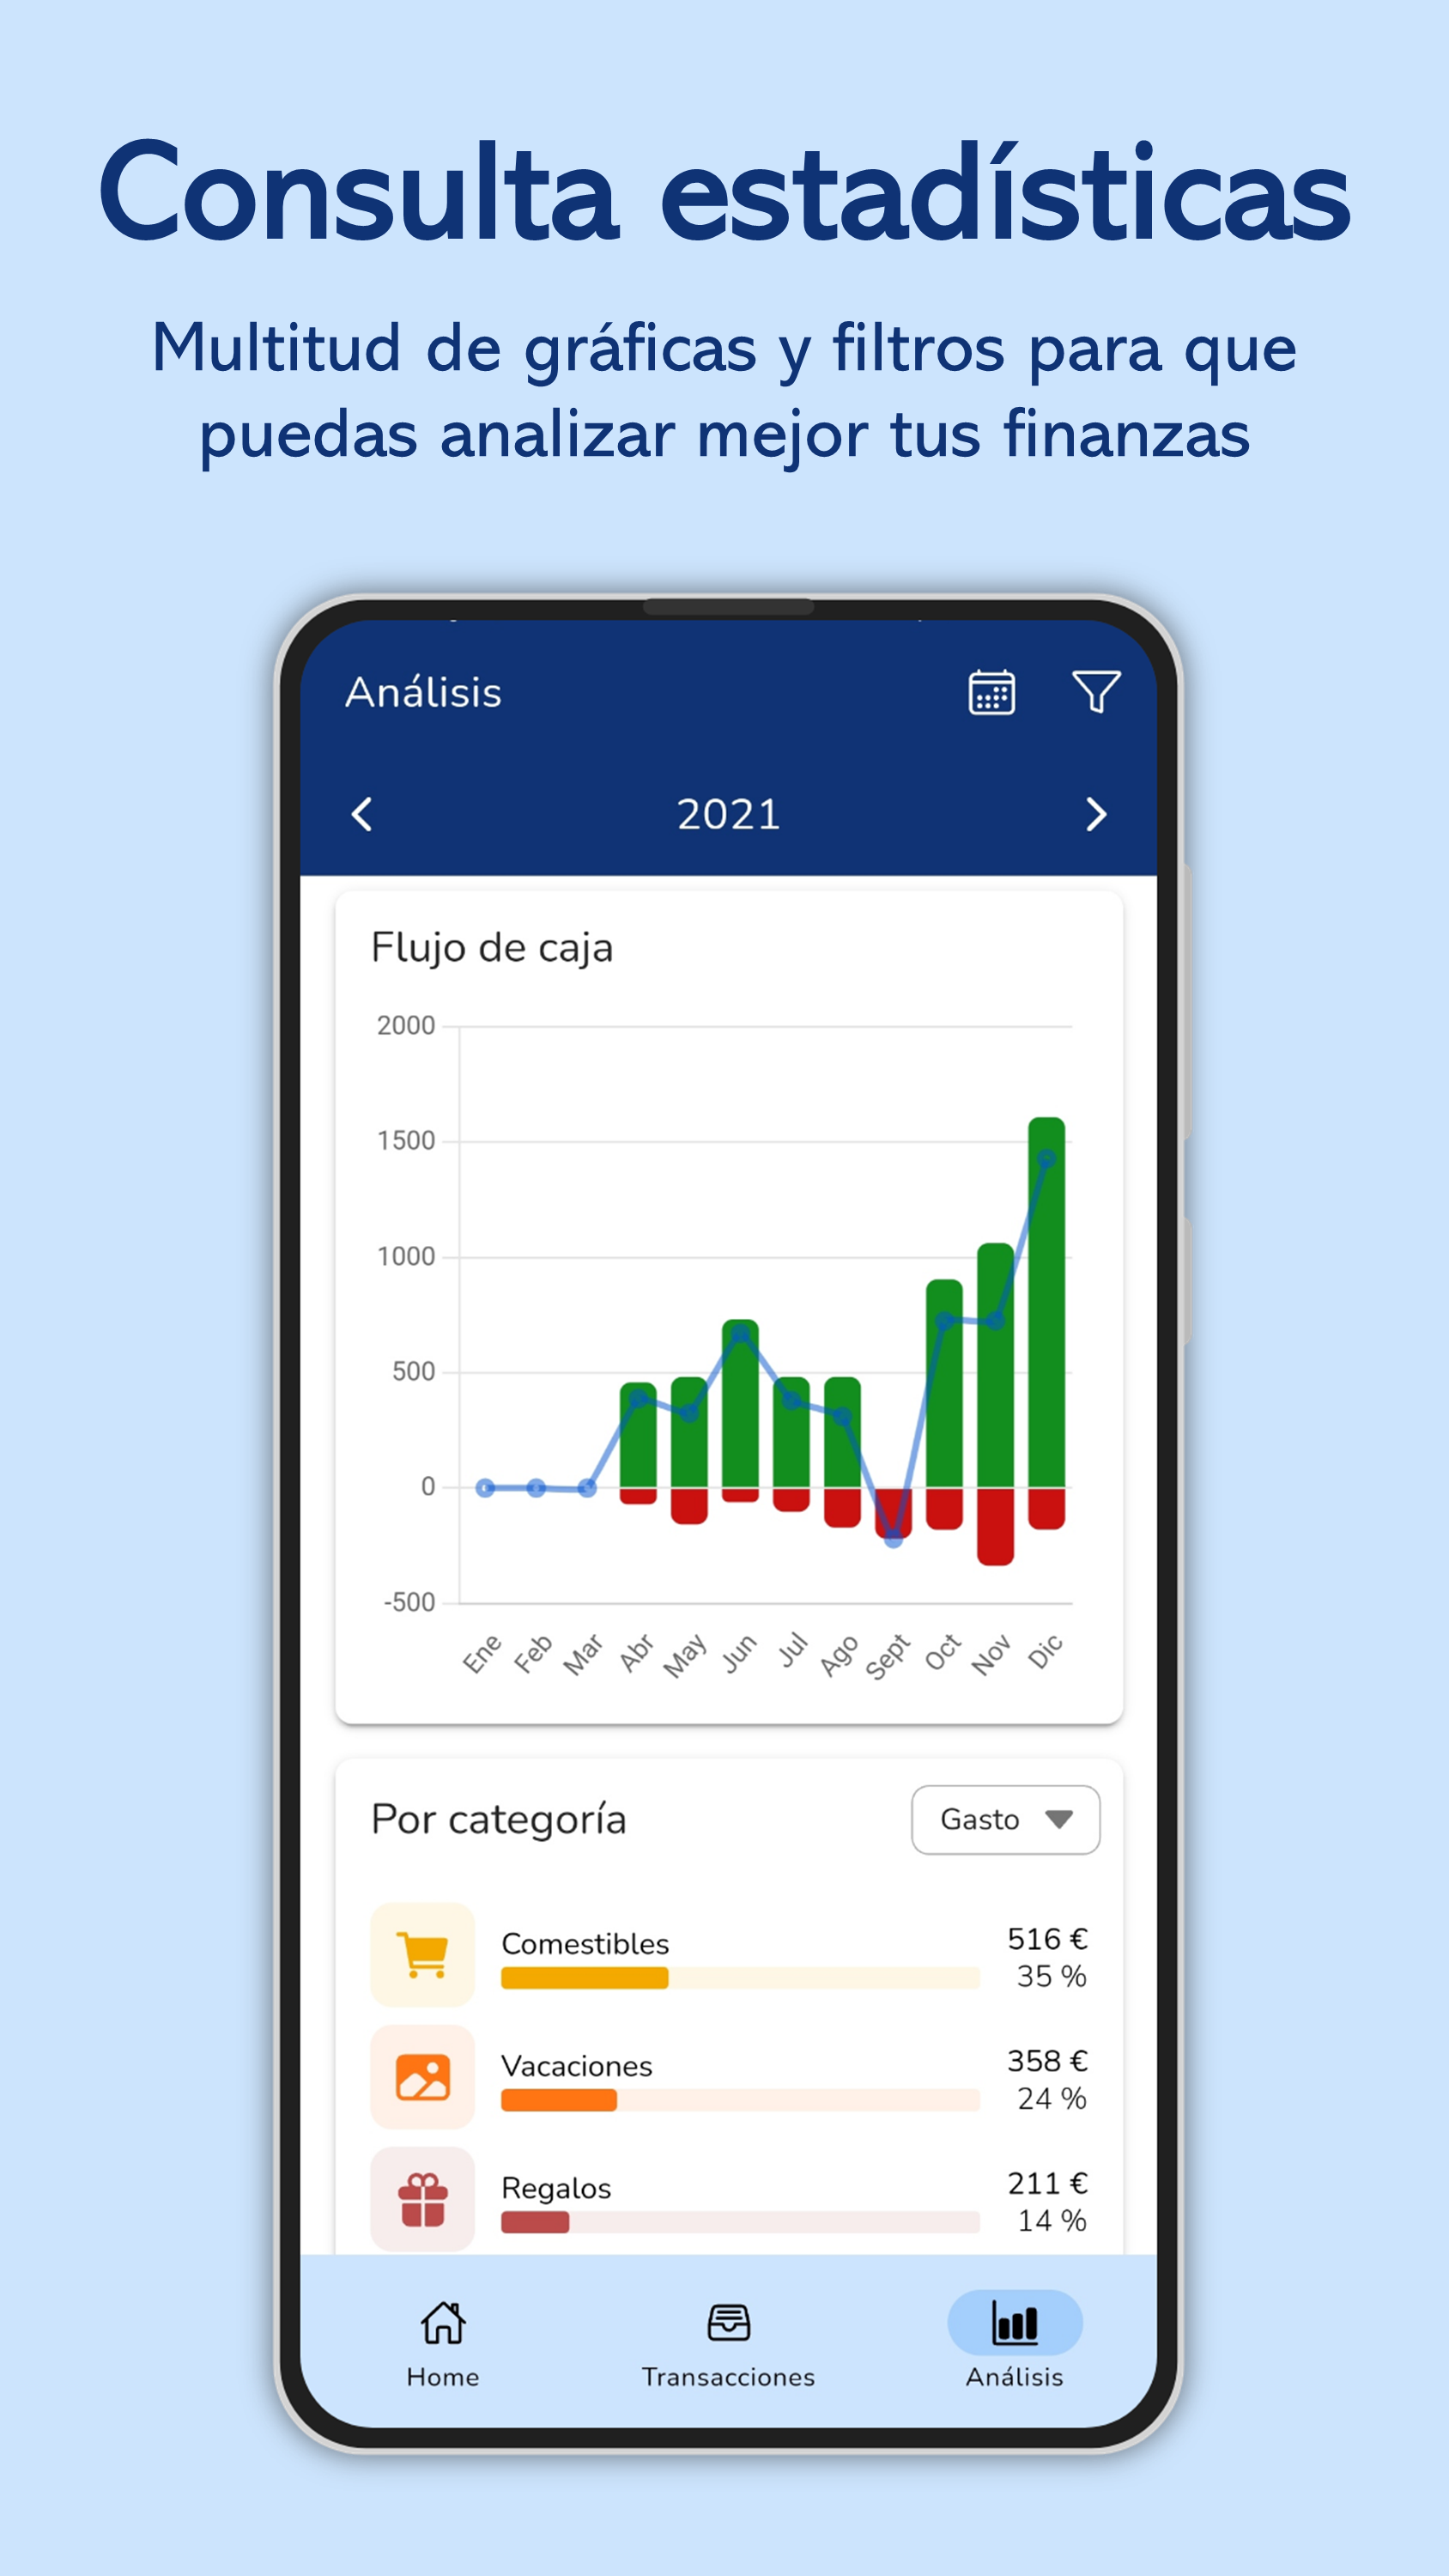 Consulta estadísticas
Multitud de gráficas y filtros para que
puedas analizar mejor tus finanzas
Análisis
2021
Flujo de caja
2000
1500
1000
500
0
-500
Ene Feb Mar Abr May Jun Jul Ago Sept Oct Nov Dic
Por categoría
Gasto
Comestibles
516 €
35 %
Vacaciones
358 €
24 %
Regalos
211 €
14 %
Home Transacciones Análisis